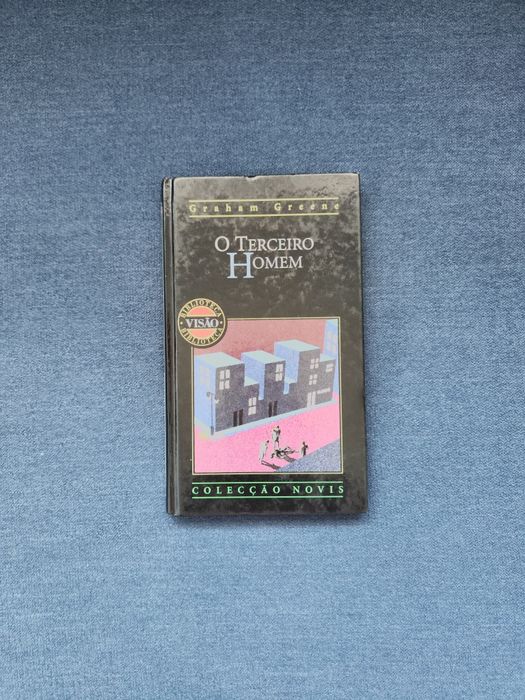 Graham Greene
O TERCEIRO
HOMEM
BIBLIOTECA
VISÃO
BIBLIOTECA
COLECÇÃO NOVIS